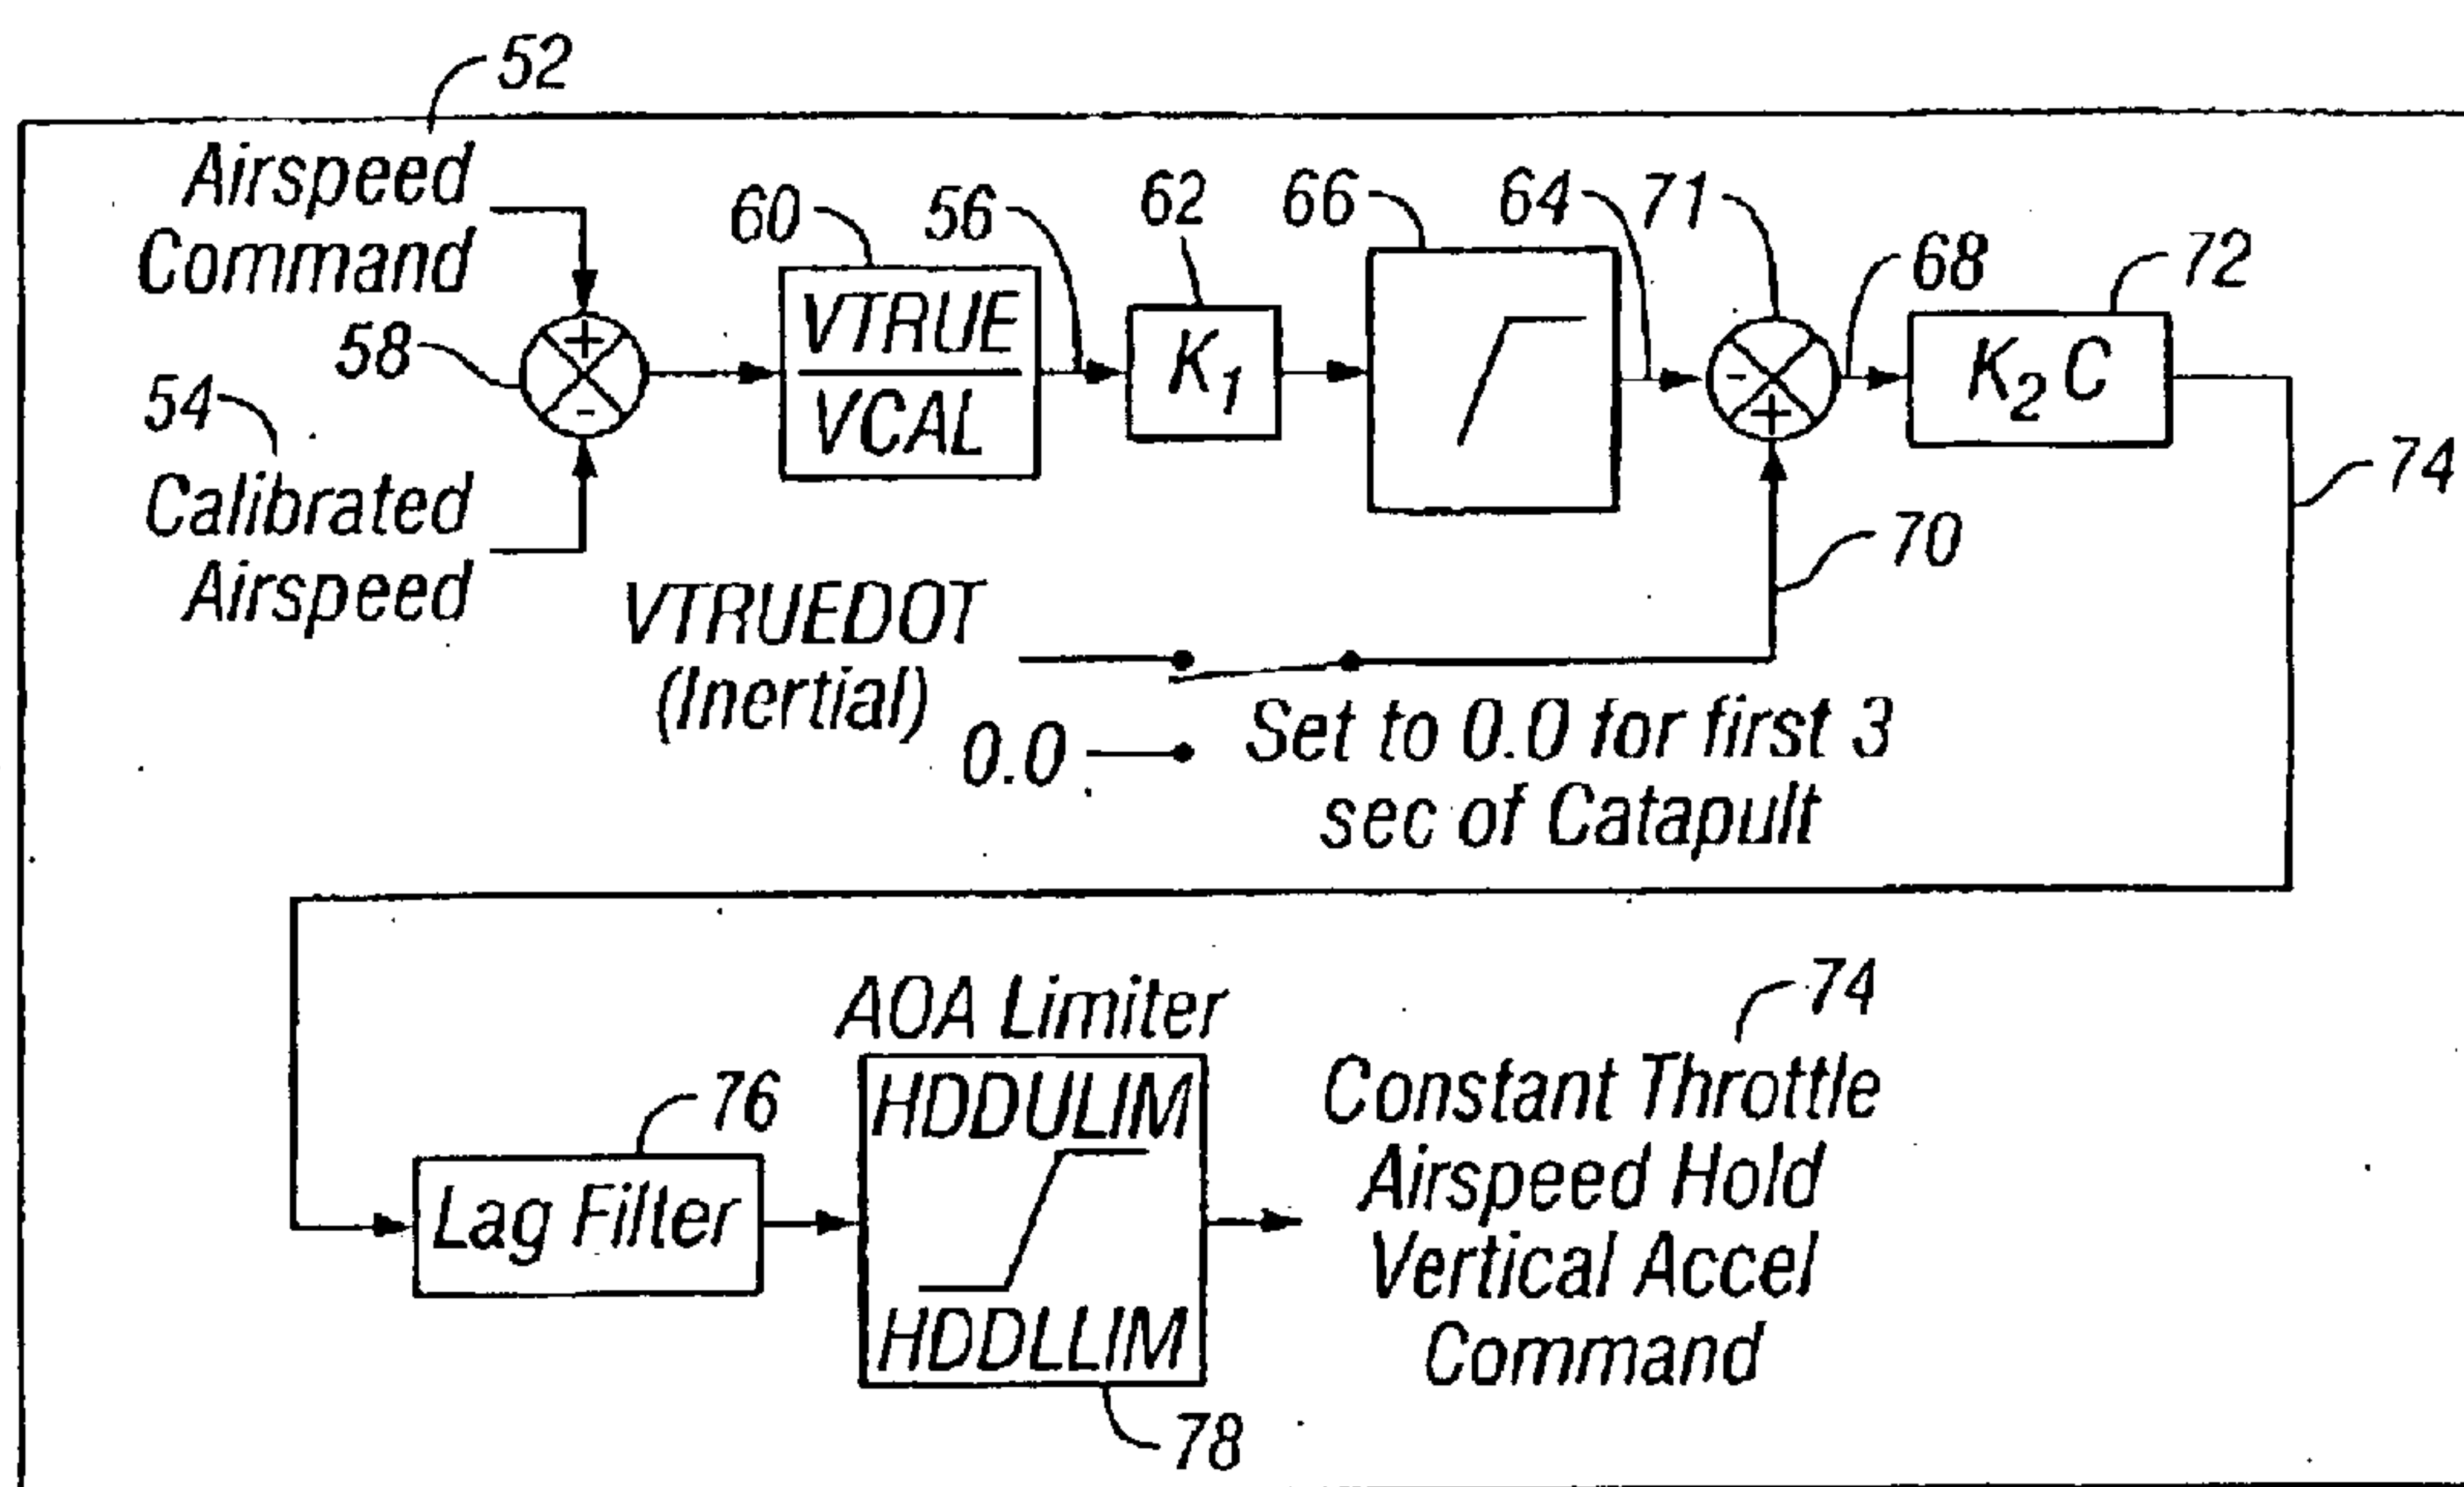 52
Airspeed
Command
58
54
Calibrated
Airspeed
60
VTRUE
VCAL
56
62
K1
66
64
71
-
+
68
72
K2 C
74
70
+
-
VTRUEDOT
(Inertial)
0.0
Set to 0.0 for first 3
sec of Catapult
76
Lag Filter
AOA Limiter
HDDULIM
HDDLLIM
78
74
Constant Throttle
Airspeed Hold
Vertical Accel
Command